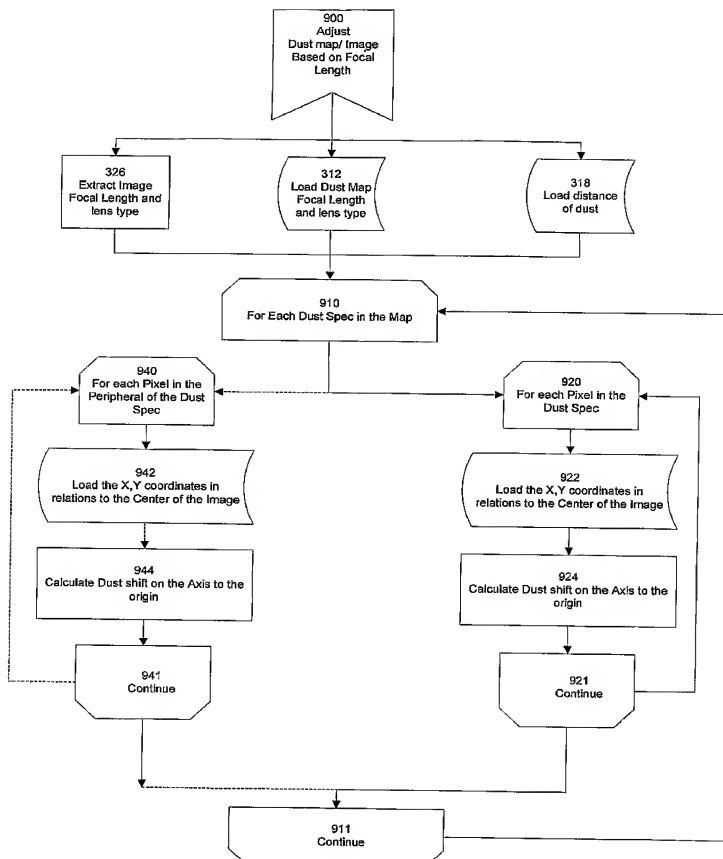 900
Adjust
Dust map/ Image
Based on Focal
Length
326
Extract Image
Focal Length and
lens type
312
Load Dust Map
Focal Length
and lens type
318
Load distance
of dust
910
For Each Dust Spec in the Map
940
For each Pixel in the
Peripheral of the Dust
Spec
920
For each Pixel in the
Dust Spec
942
Load the X,Y coordinates in
relations to the Center of the Image
922
Load the X,Y coordinates in
relations to the Center of the Image
944
Calculate Dust shift on the Axis to the
origin
924
Calculate Dust shift on the Axis to the
origin
941
Continue
921
Continue
911
Continue